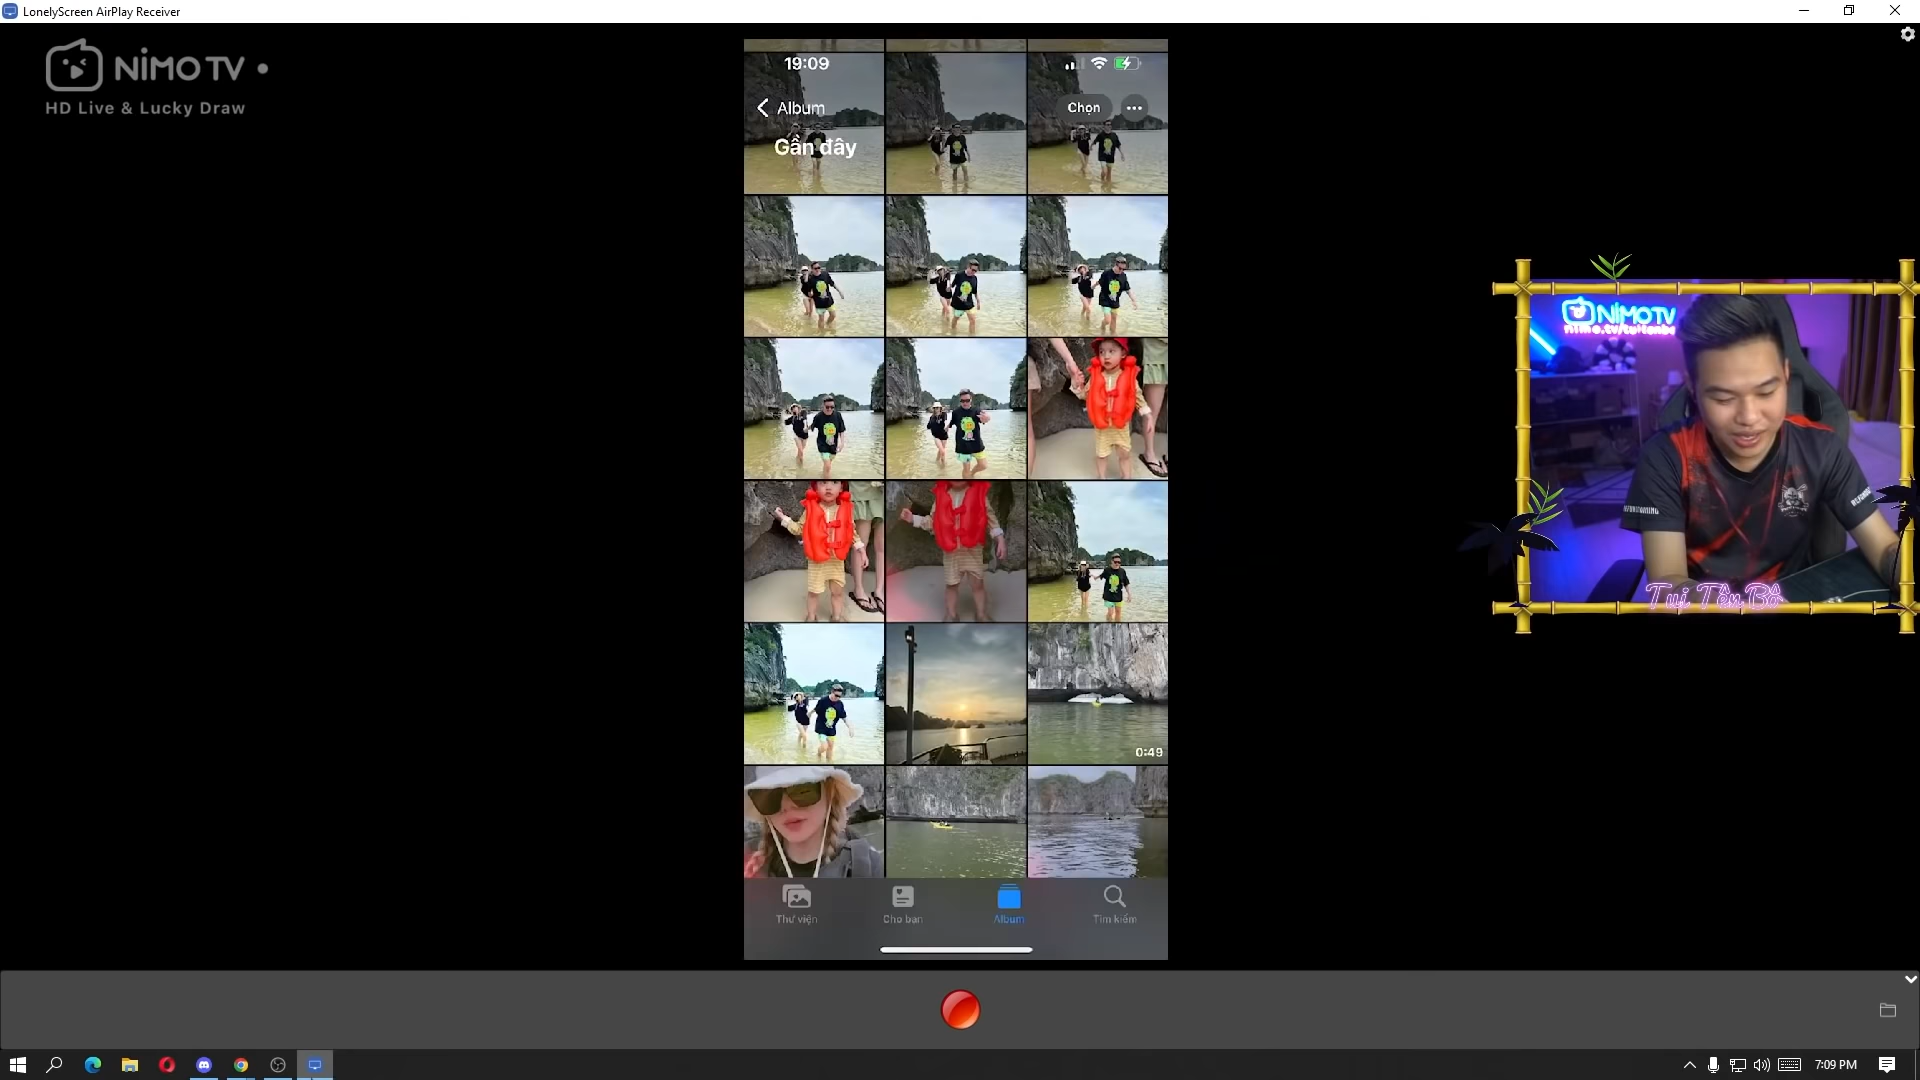 LonelyScreen AirPlay Receiver
NIMO TV
HD Live & Lucky Draw
19:09
Album
Chọn
Gần đây
NIMO TV
Tui Tên Bô
0:49
Thư viện
Cho bạn
Album
Tìm kiếm
7:09 PM